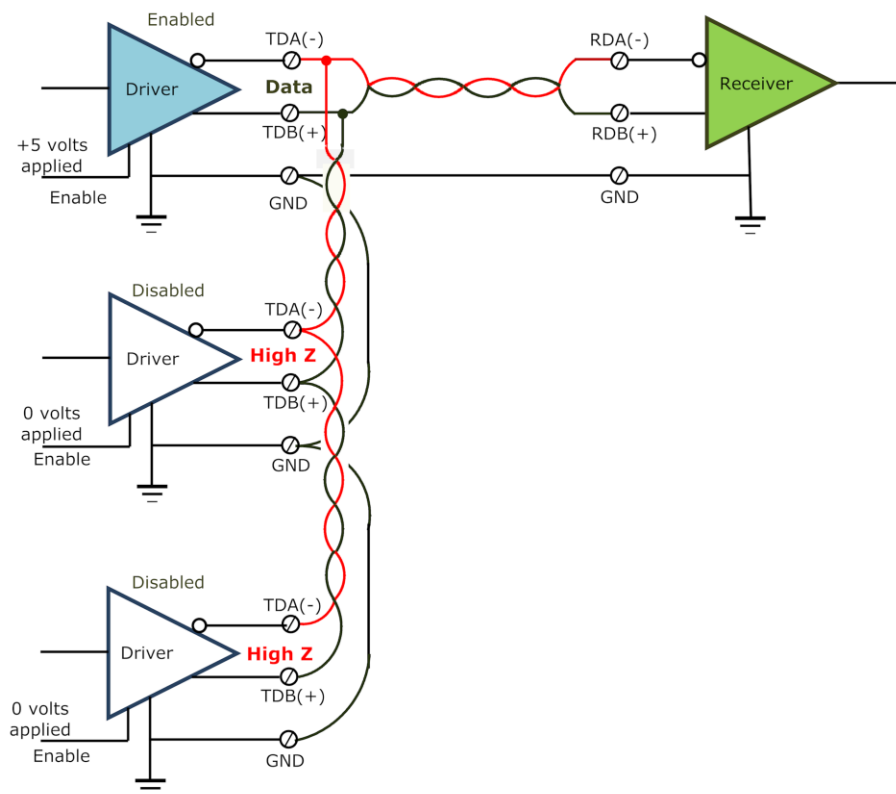 Enabled
TDA(-)
RDA(-)
Driver
Data
Receiver
TDB(+)
RDB(+)
+5 volts
applied
Enable
GND
GND
Disabled
TDA(-)
Driver
High Z
TDB(+)
0 volts
applied
Enable
GND
Disabled
TDA(-)
Driver
High Z
TDB(+)
0 volts
applied
Enable
GND